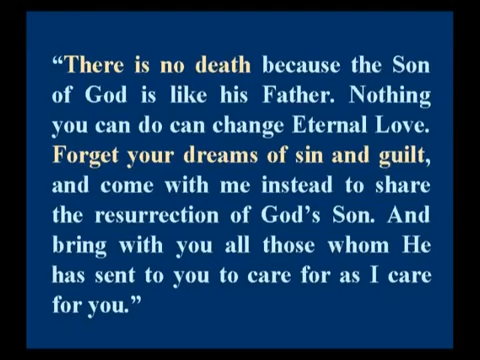 “There is no death because the Son
of God is like his Father. Nothing
you can do can change Eternal Love.
Forget your dreams of sin and guilt,
and come with me instead to share
the resurrection of God’s Son. And
bring with you all those whom He
has sent to you to care for as I care
for you.”